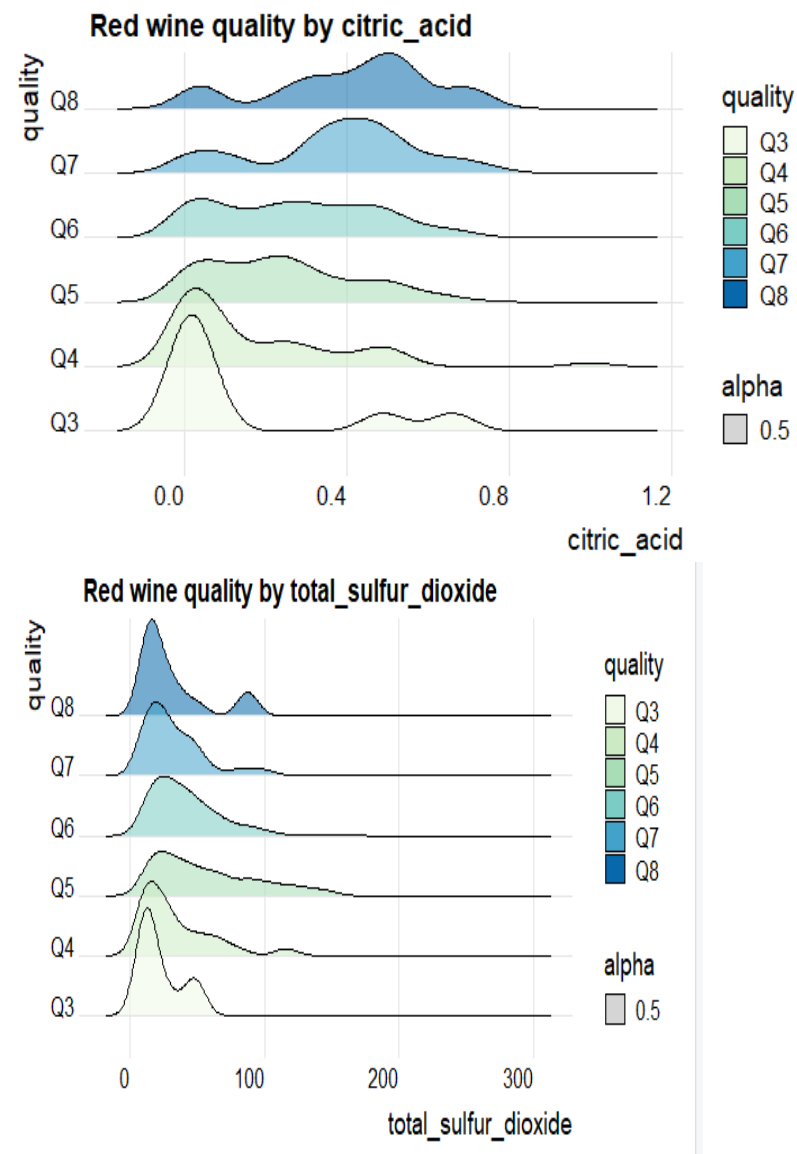 Red wine quality by citric_acid
quality
Q8
Q7
Q6
Q5
Q4
Q3
0.0 0.4 0.8 1.2
citric_acid
quality
Q3
Q4
Q5
Q6
Q7
Q8
alpha
0.5
Red wine quality by total_sulfur_dioxide
quality
Q8
Q7
Q6
Q5
Q4
Q3
0 100 200 300
total_sulfur_dioxide
quality
Q3
Q4
Q5
Q6
Q7
Q8
alpha
0.5